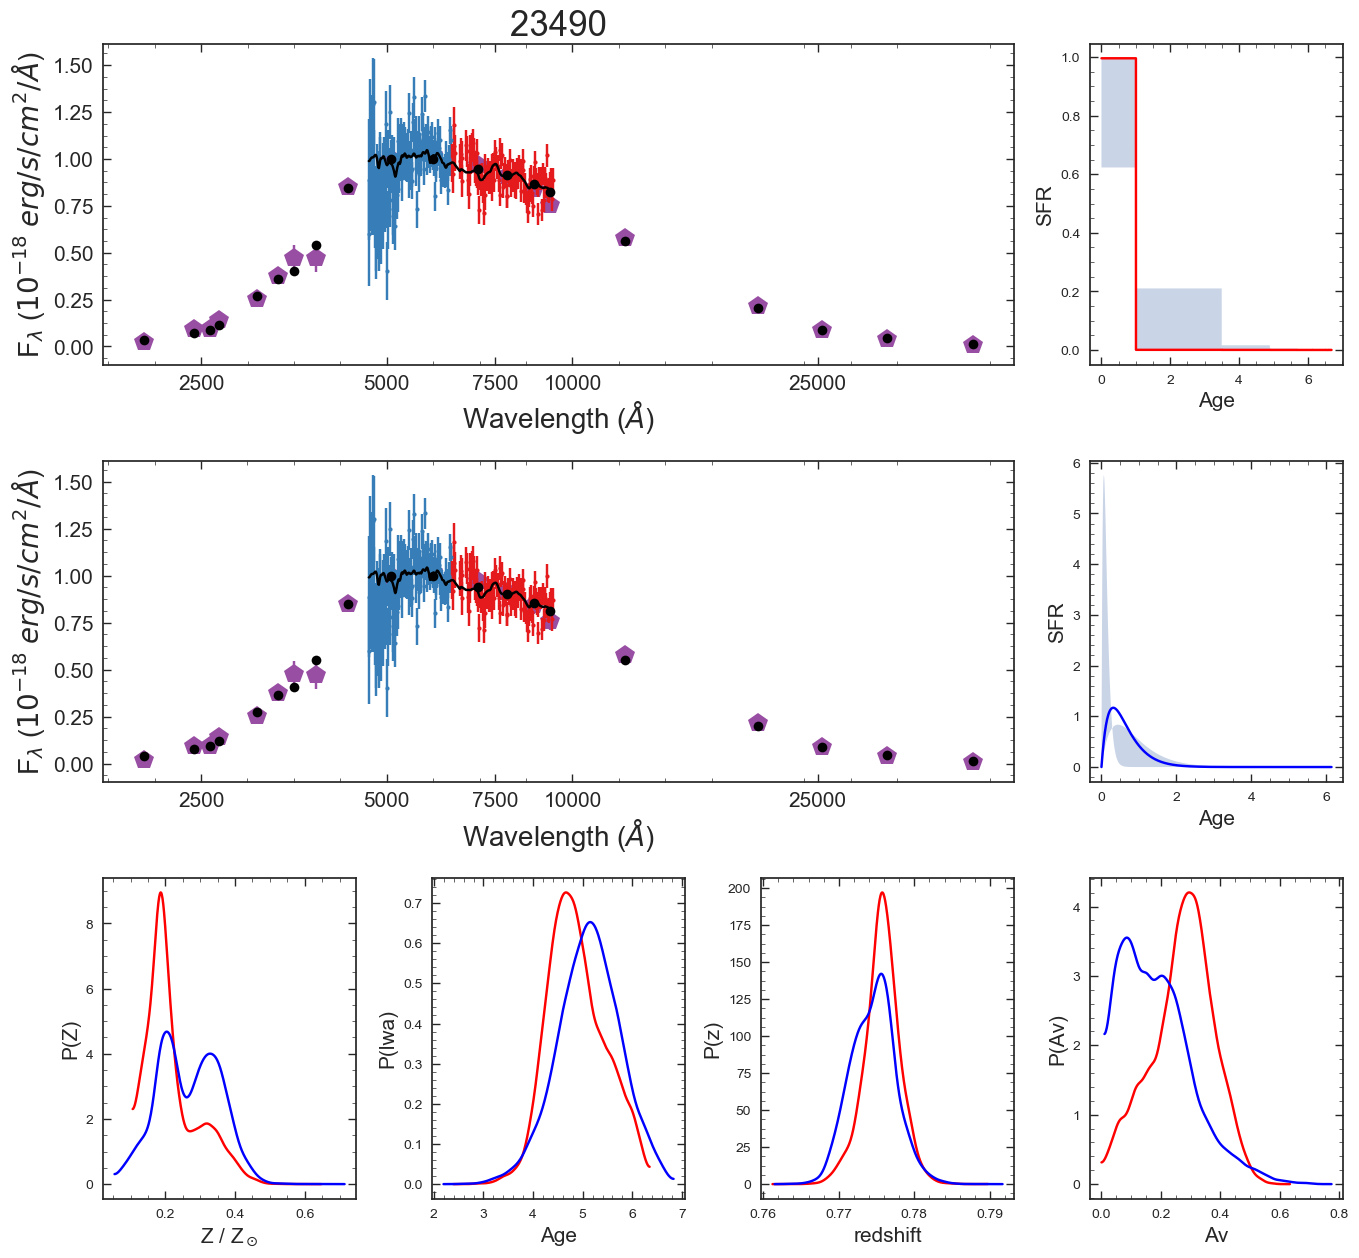 23490
1.50
1.25
1.00
0.75
0.50
0.25
0.00
F_λ (10^{-18} erg/s/cm^2/Å)
2500 5000 7500 10000 25000
Wavelength (Å)
1.0
0.8
0.6
0.4
0.2
0.0
SFR
0 2 4 6
Age
1.50
1.25
1.00
0.75
0.50
0.25
0.00
F_λ (10^{-18} erg/s/cm^2/Å)
2500 5000 7500 10000 25000
Wavelength (Å)
6
5
4
3
2
1
0
SFR
0 2 4 6
Age
8
6
4
2
0
P(Z)
0.2 0.4 0.6
Z / Z_⊙
0.7
0.6
0.5
0.4
0.3
0.2
0.1
0.0
P(lwa)
2 3 4 5 6 7
Age
200
175
150
125
100
75
50
25
0
P(z)
0.76 0.77 0.78 0.79
redshift
4
3
2
1
0
P(Av)
0.0 0.2 0.4 0.6 0.8
Av